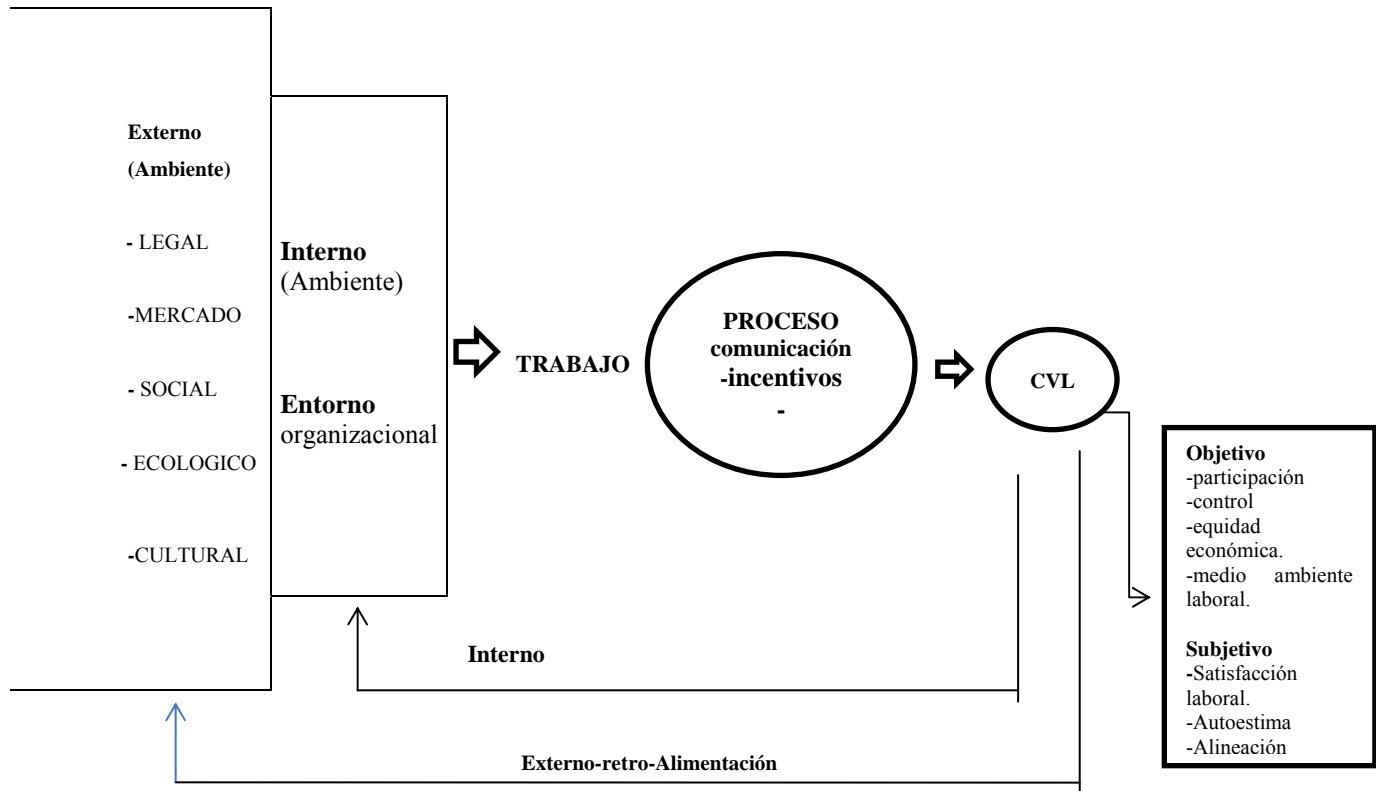 Externo
(Ambiente)
- LEGAL
-MERCADO
- SOCIAL
- ECOLOGICO
-CULTURAL
Interno
(Ambiente)
Entorno
organizacional
TRABAJO
PROCESO
comunicación
-incentivos
-
CVL
Objetivo
-participación
-control
-equidad
económica.
-medio ambiente
laboral.
Subjetivo
-Satisfacción
laboral.
-Autoestima
-Alineación
Interno
Externo-retro-Alimentación